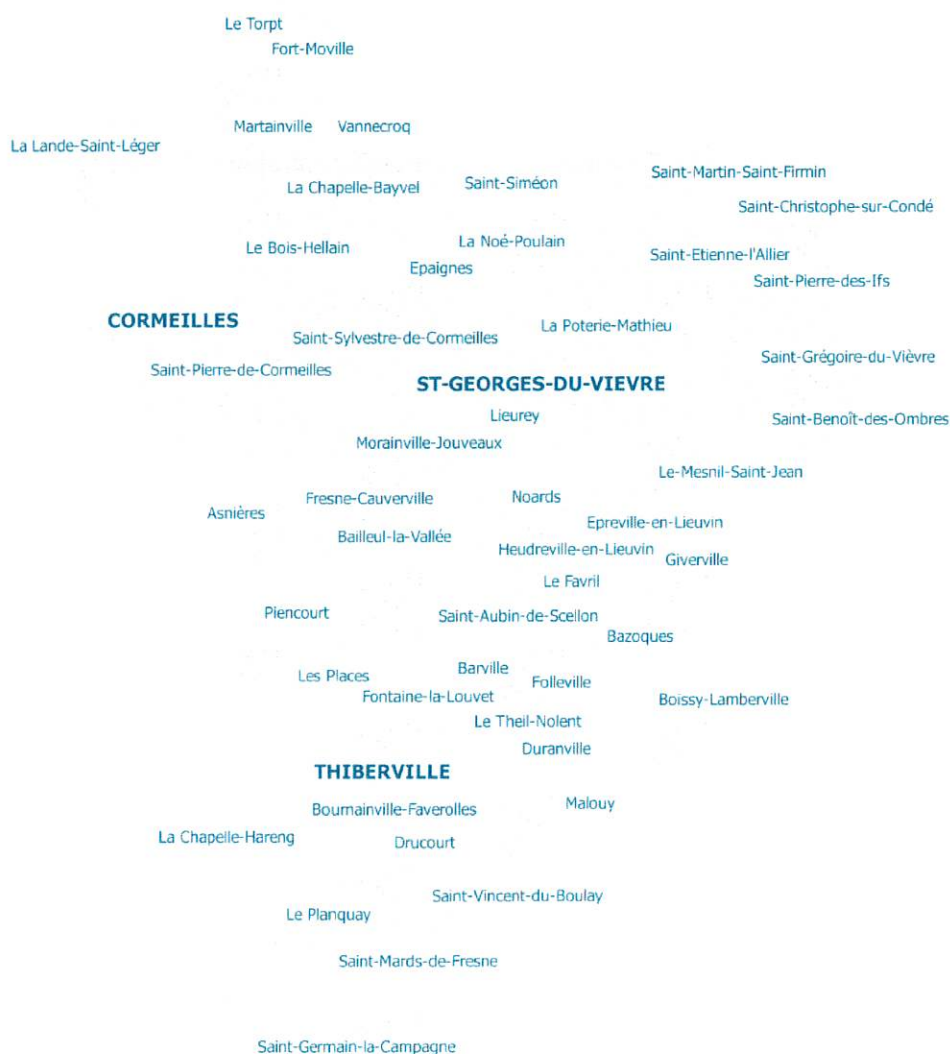 Le Torpt
Fort-Moville
Martainville Vannecroq
La Lande-Saint-Léger
Saint-Martin-Saint-Firmin
La Chapelle-Bayvel Saint-Siméon
Saint-Christophe-sur-Condé
Le Bois-Hellain La Noé-Poulain
Saint-Etienne-l'Allier
Epaignes
Saint-Pierre-des-Ifs
CORMEILLES
La Poterie-Mathieu
Saint-Sylvestre-de-Cormeilles
Saint-Grégoire-du-Vièvre
Saint-Pierre-de-Cormeilles
ST-GEORGES-DU-VIEVRE
Lieurey
Saint-Benoît-des-Ombres
Morainville-Jouveaux
Le-Mesnil-Saint-Jean
Fresne-Cauverville Noards
Asnières
Epreville-en-Lieuvin
Bailleul-la-Vallée
Heudreville-en-Lieuvin
Giverville
Le Favril
Piencourt Saint-Aubin-de-Scellon
Bazoques
Barville
Les Places
Folleville
Fontaine-la-Louvet
Boissy-Lamberville
Le Theil-Nolent
Duranville
THIBERVILLE
Malouy
Bournainville-Faverolles
La Chapelle-Hareng
Drucourt
Saint-Vincent-du-Boulay
Le Planquay
Saint-Mards-de-Fresne
Saint-Germain-la-Campagne